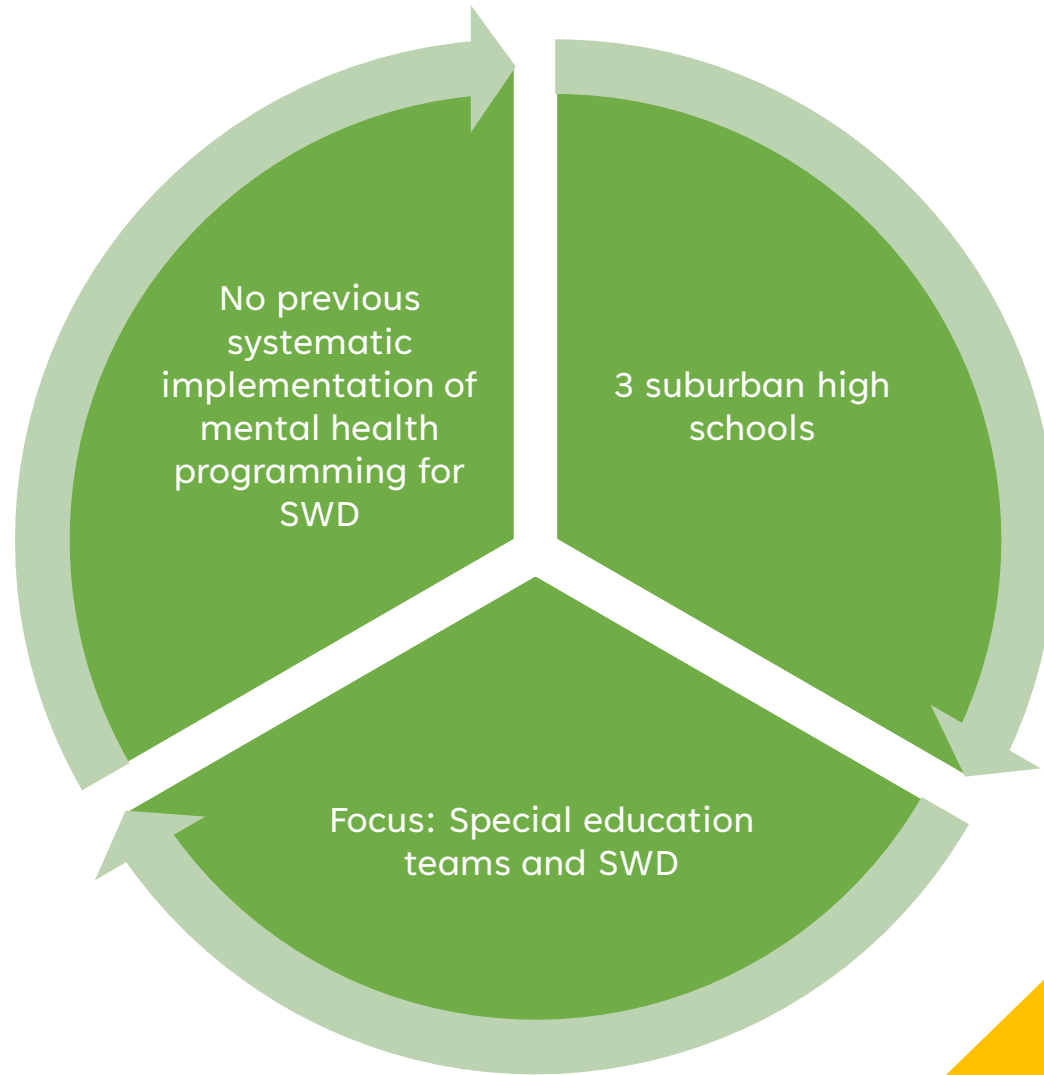 No previous
systematic
implementation of
mental health
programming for
SWD
3 suburban high
schools
Focus: Special education
teams and SWD